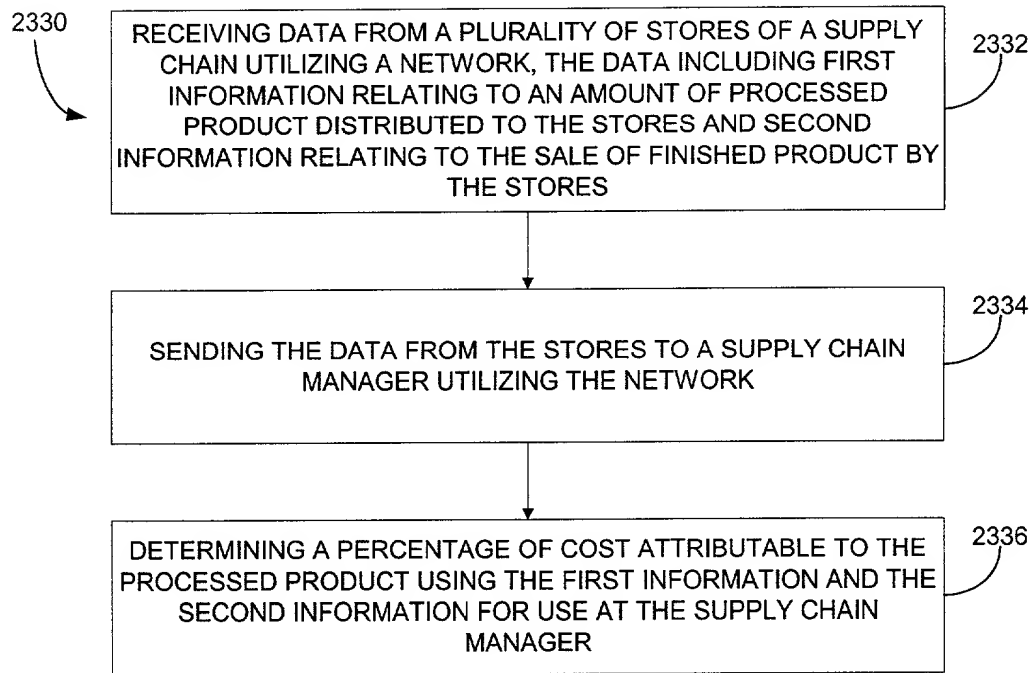 2330
RECEIVING DATA FROM A PLURALITY OF STORES OF A SUPPLY
CHAIN UTILIZING A NETWORK, THE DATA INCLUDING FIRST
INFORMATION RELATING TO AN AMOUNT OF PROCESSED
PRODUCT DISTRIBUTED TO THE STORES AND SECOND
INFORMATION RELATING TO THE SALE OF FINISHED PRODUCT BY
THE STORES
2332
SENDING THE DATA FROM THE STORES TO A SUPPLY CHAIN
MANAGER UTILIZING THE NETWORK
2334
DETERMINING A PERCENTAGE OF COST ATTRIBUTABLE TO THE
PROCESSED PRODUCT USING THE FIRST INFORMATION AND THE
SECOND INFORMATION FOR USE AT THE SUPPLY CHAIN
MANAGER
2336